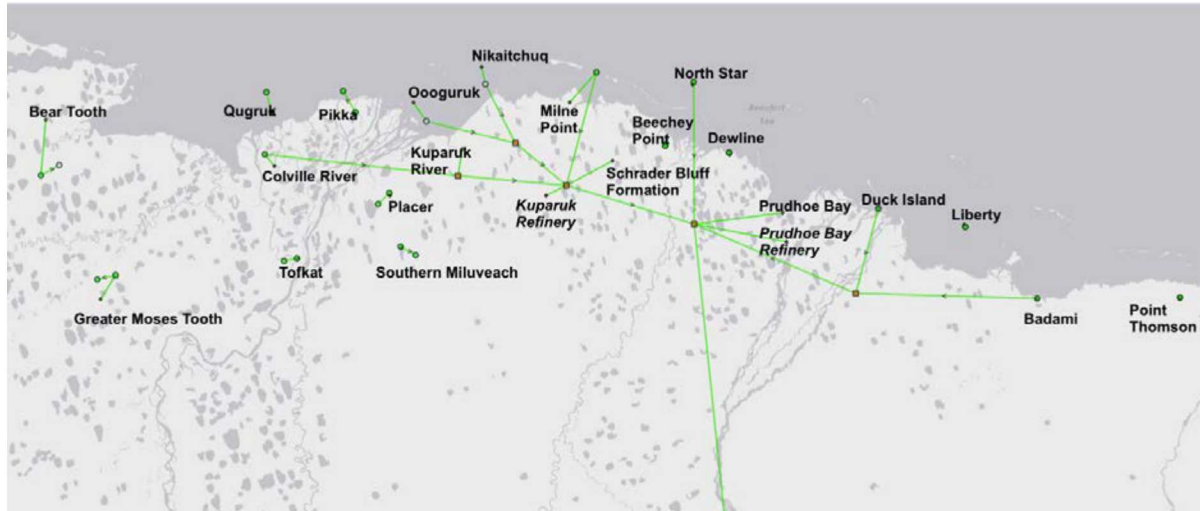 Nikaitchuq
North Star
Bear Tooth
Qugruk
Pikka
Oooguruk
Milne
Point
Beaufort
Sea
Beechey
Point
Dewline
Kuparuk
River
Colville River
Schrader Bluff
Formation
Kuparuk
Refinery
Placer
Prudhoe Bay
Duck Island
Liberty
Prudhoe Bay
Refinery
Tofkat
Southern Miluveach
Greater Moses Tooth
Badami
Point
Thomson